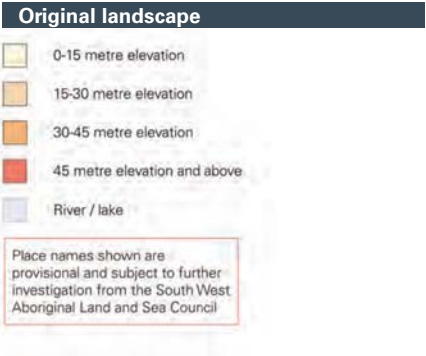 Original landscape
0-15 metre elevation
15-30 metre elevation
30-45 metre elevation
45 metre elevation and above
River / lake
Place names shown are
provisional and subject to further
investigation from the South West
Aboriginal Land and Sea Council